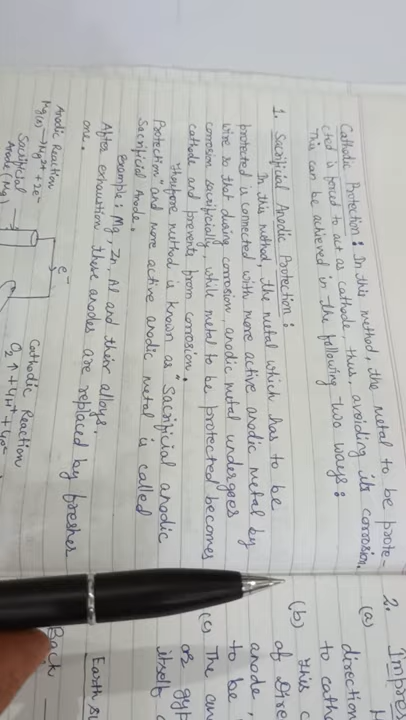 Cathodic Protection: In this method, the metal to be prote-
cted is forced to act as cathode, thus, avoiding its corrosion.
This can be achieved in the following two ways:
1. Sacrificial Anodic Protection:
In this method, the metal which has to be
protected is connected with more active anodic metal by
wire so that during corrosion, anodic metal undergoes
corrosion sacrificially, while metal to be protected becomes
cathode and prevents from corrosion.
Therefore method is known as "Sacrificial anodic
Protection" and more active anodic metal is called
Sacrificial Anode.
Example: Mg, Zn, Al and their alloys.
After exhaustion, these anodes are replaced by fresher
one.
Anodic Reaction
Mg(s) → Mg²⁺ + 2e⁻
Sacrificial
Anode (Mg)
e⁻
Cathodic Reaction
O₂ ↑ + 4H⁺ + 4e⁻
2. Impres
(a)
direction
to cath
(b) This c
of Dire
anode,
to be
(c) The an
or gyp
itself
Earth su
Back